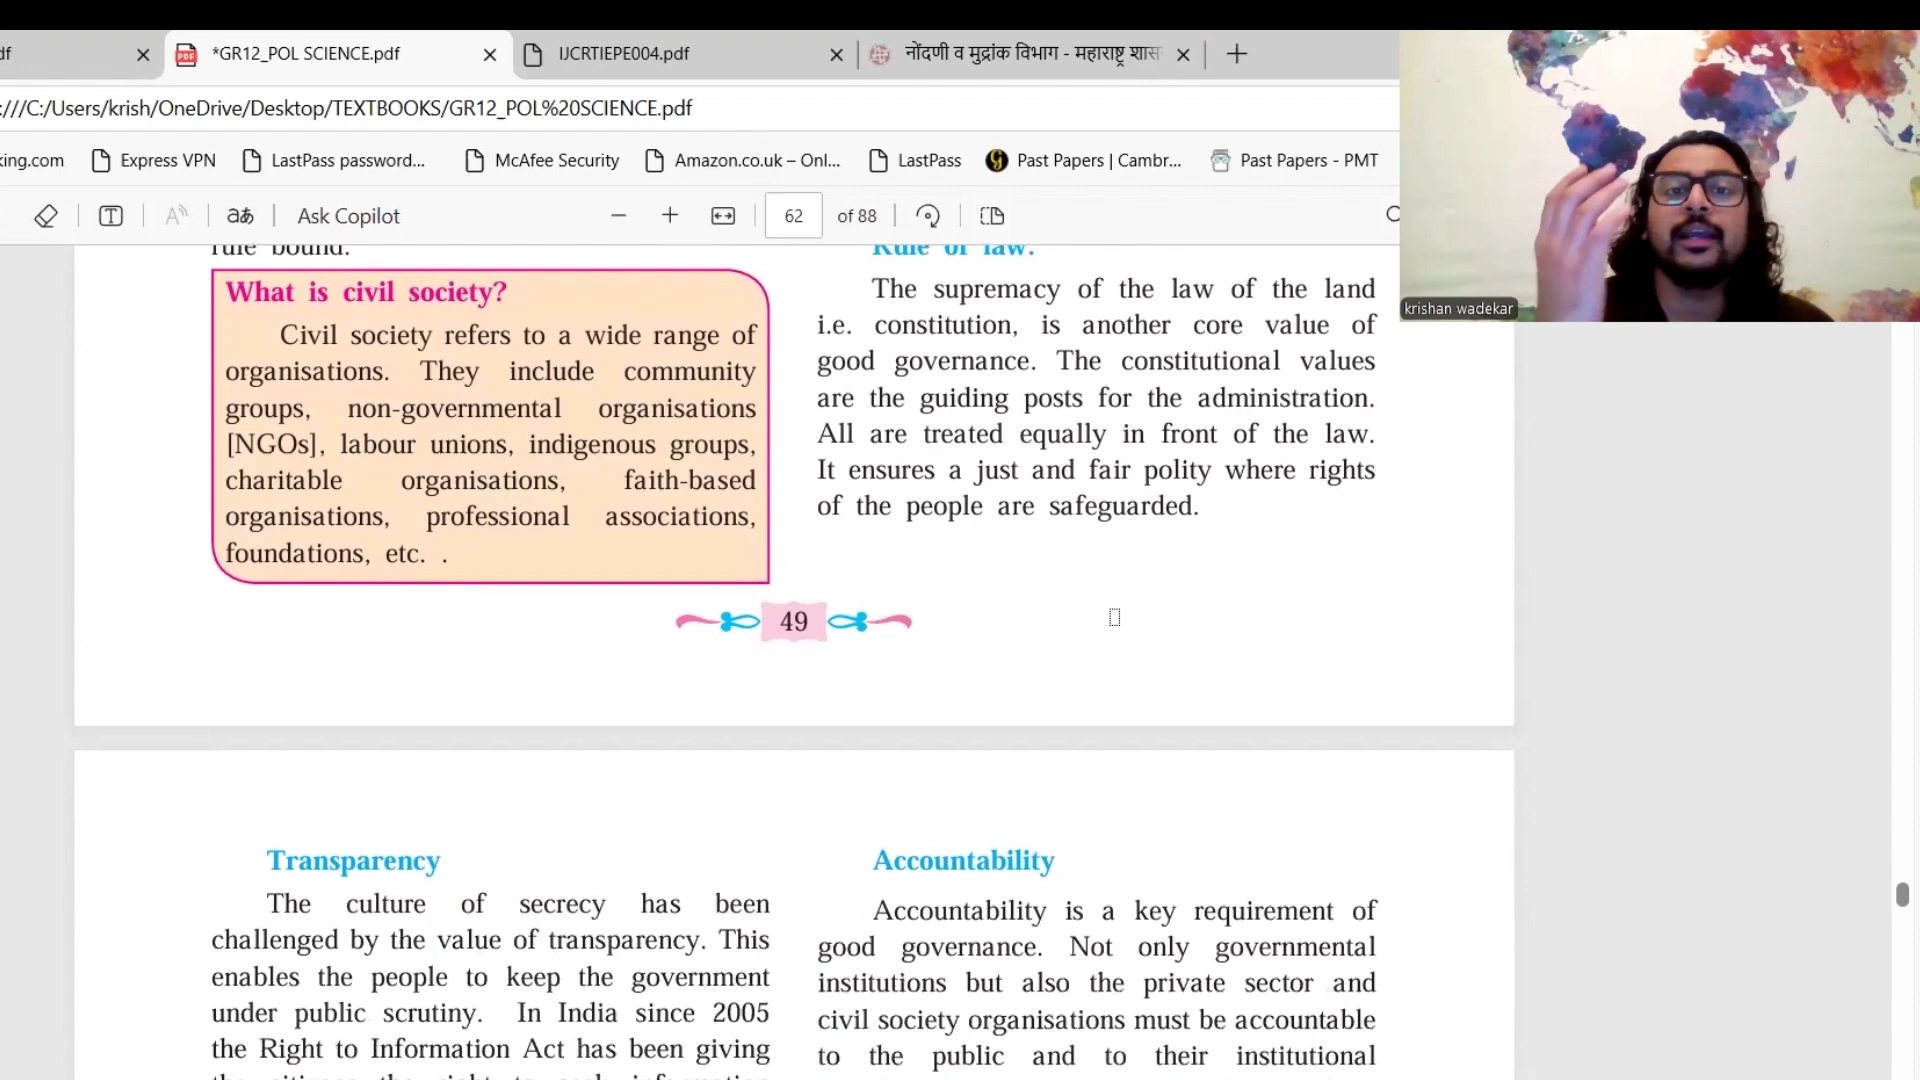 df
*GR12_POL SCIENCE.pdf
IJCRTIEPE004.pdf
नोंदणी व मुद्रांक विभाग - महाराष्ट्र शास
:///C:/Users/krish/OneDrive/Desktop/TEXTBOOKS/GR12_POL%20SCIENCE.pdf
king.com
Express VPN
LastPass password...
McAfee Security
Amazon.co.uk – Onl...
LastPass
Past Papers | Cambr...
Past Papers - PMT
aあ
Ask Copilot
62
of 88
krishan wadekar
rule bound.
What is civil society?
Civil society refers to a wide range of
organisations. They include community
groups, non-governmental organisations
[NGOs], labour unions, indigenous groups,
charitable organisations, faith-based
organisations, professional associations,
foundations, etc. .
Rule of law:
The supremacy of the law of the land
i.e. constitution, is another core value of
good governance. The constitutional values
are the guiding posts for the administration.
All are treated equally in front of the law.
It ensures a just and fair polity where rights
of the people are safeguarded.
49
Transparency
The culture of secrecy has been
challenged by the value of transparency. This
enables the people to keep the government
under public scrutiny. In India since 2005
the Right to Information Act has been giving
Accountability
Accountability is a key requirement of
good governance. Not only governmental
institutions but also the private sector and
civil society organisations must be accountable
to the public and to their institutional